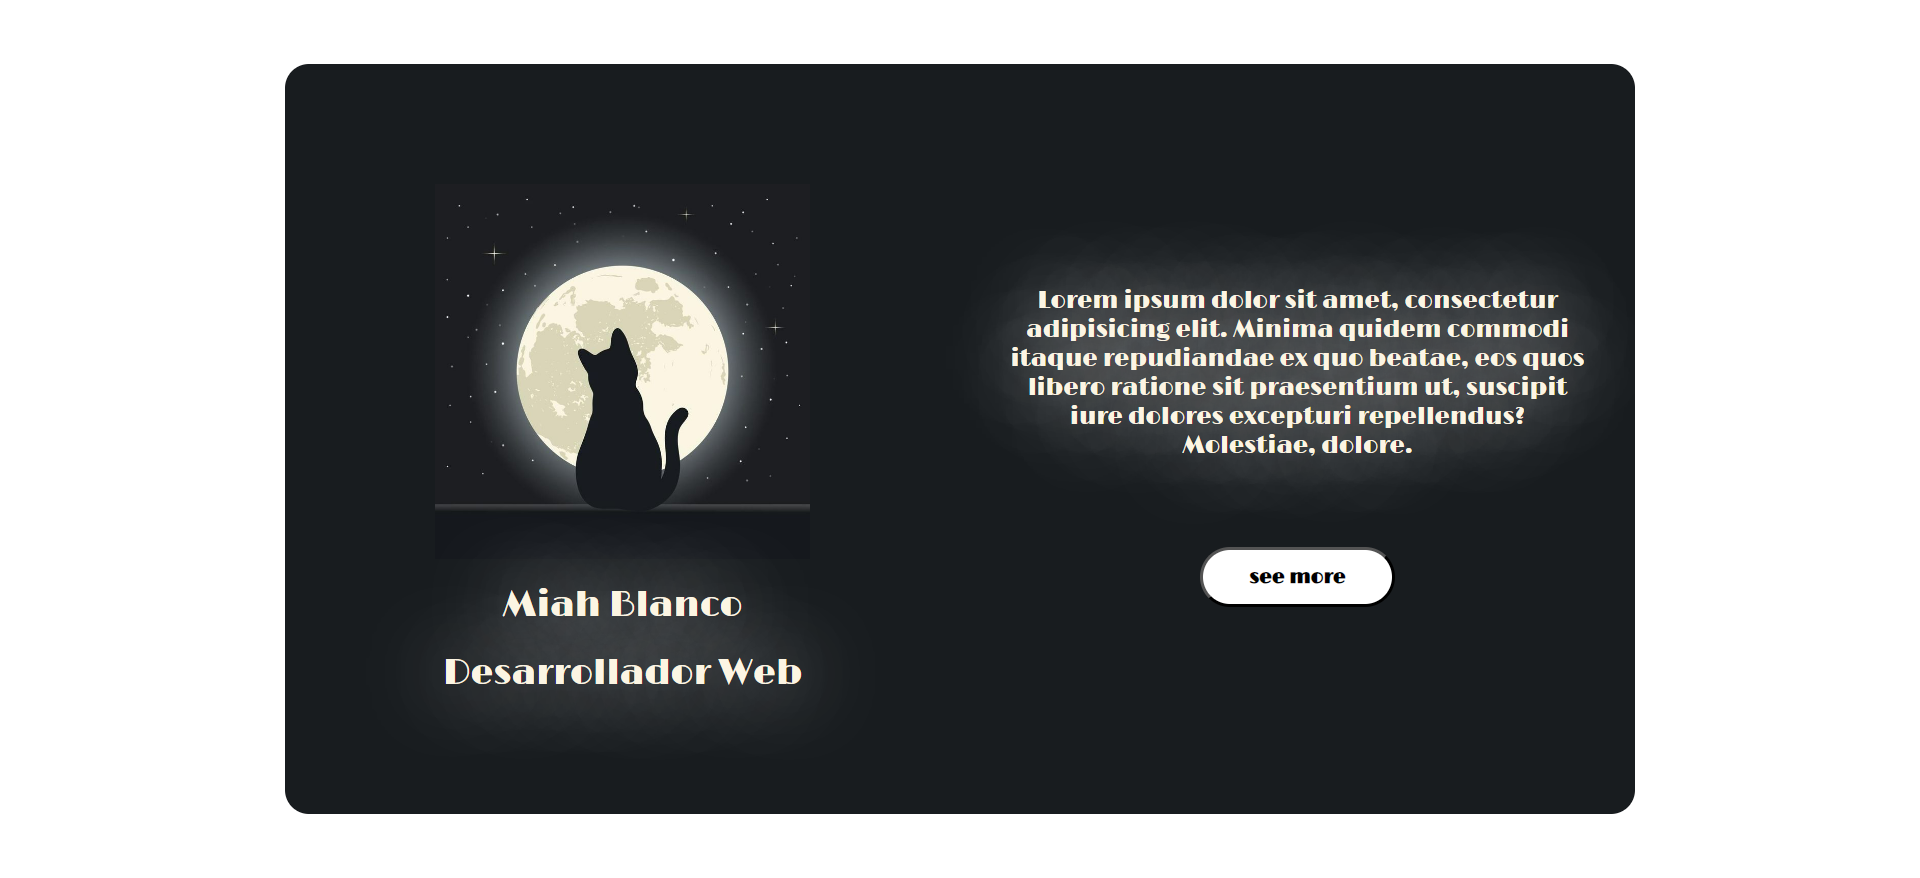 Miah Blanco
Desarrollador Web
Lorem ipsum dolor sit amet, consectetur
adipisicing elit. Minima quidem commodi
itaque repudiandae ex quo beatae, eos quos
libero ratione sit praesentium ut, suscipit
iure dolores excepturi repellendus?
Molestiae, dolore.
see more